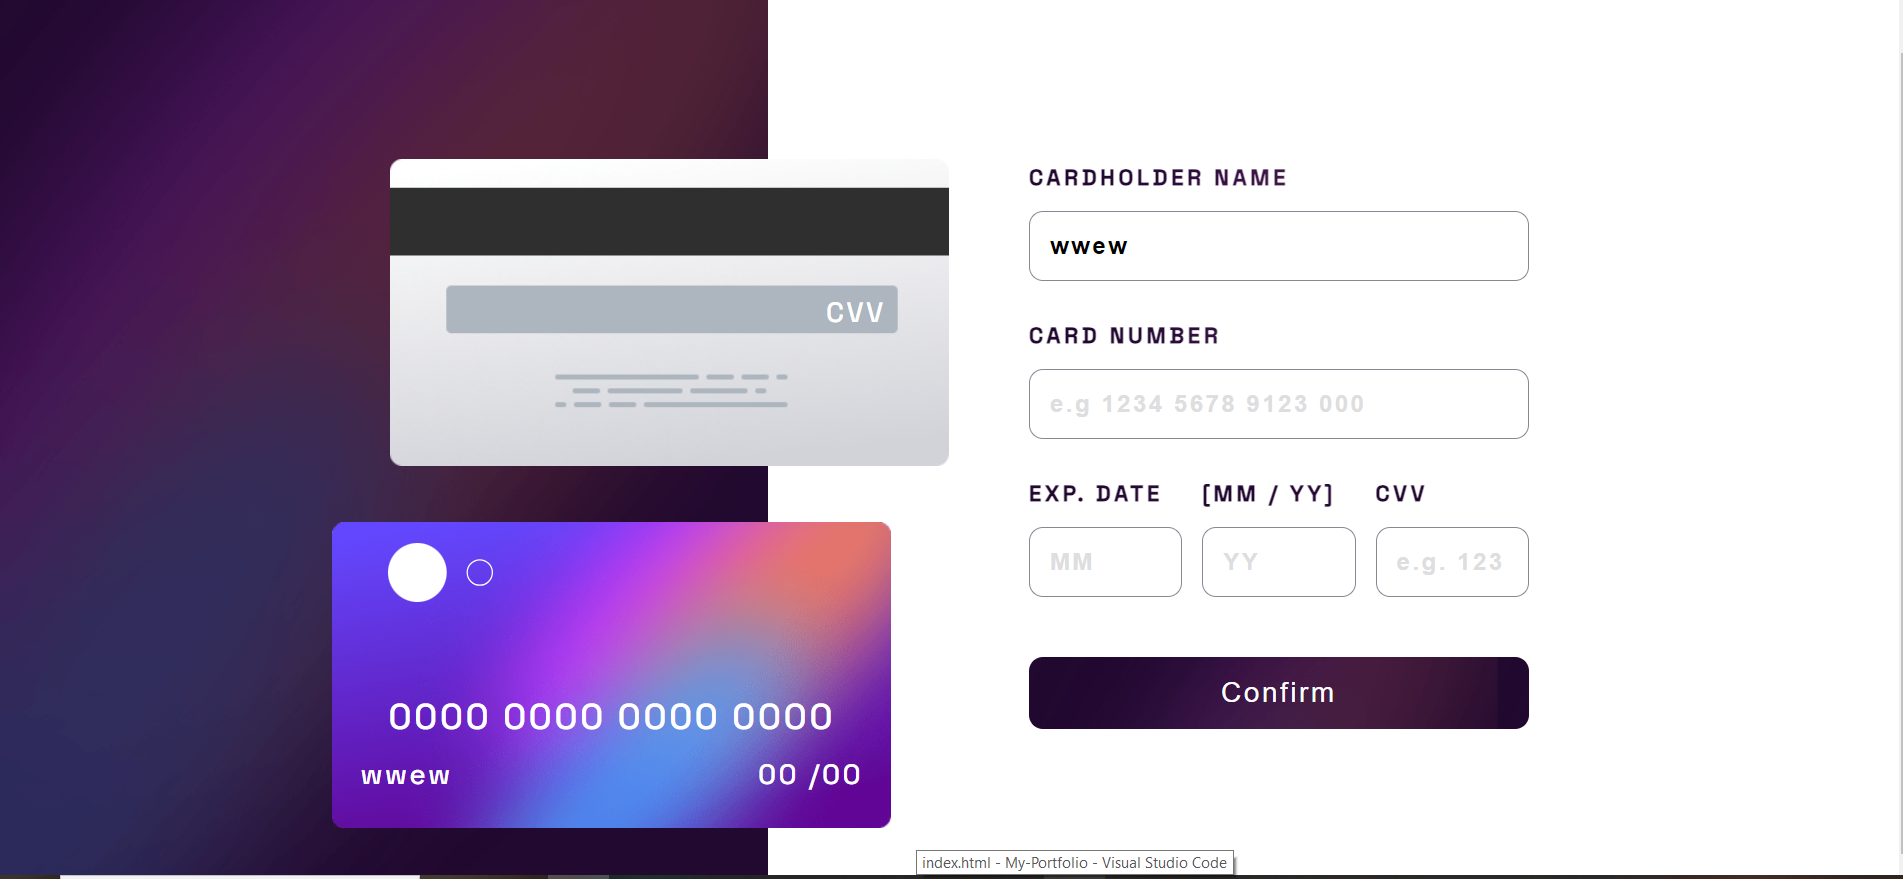 CVV
0000 0000 0000 0000
wwew
00 /00
CARDHOLDER NAME
wwew
CARD NUMBER
e.g 1234 5678 9123 000
EXP. DATE [MM / YY] CVV
MM YY e.g. 123
Confirm
index.html - My-Portfolio - Visual Studio Code